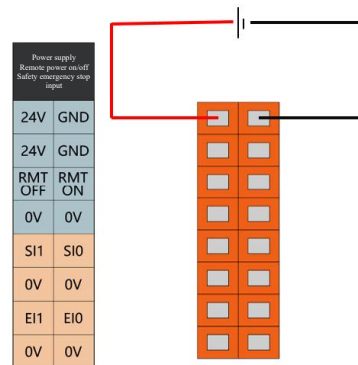 Power supply
Remote power on/off
Safety emergency stop
input
24V GND
24V GND
RMT RMT
OFF ON
0V 0V
SI1 SI0
0V 0V
EI1 EI0
0V 0V